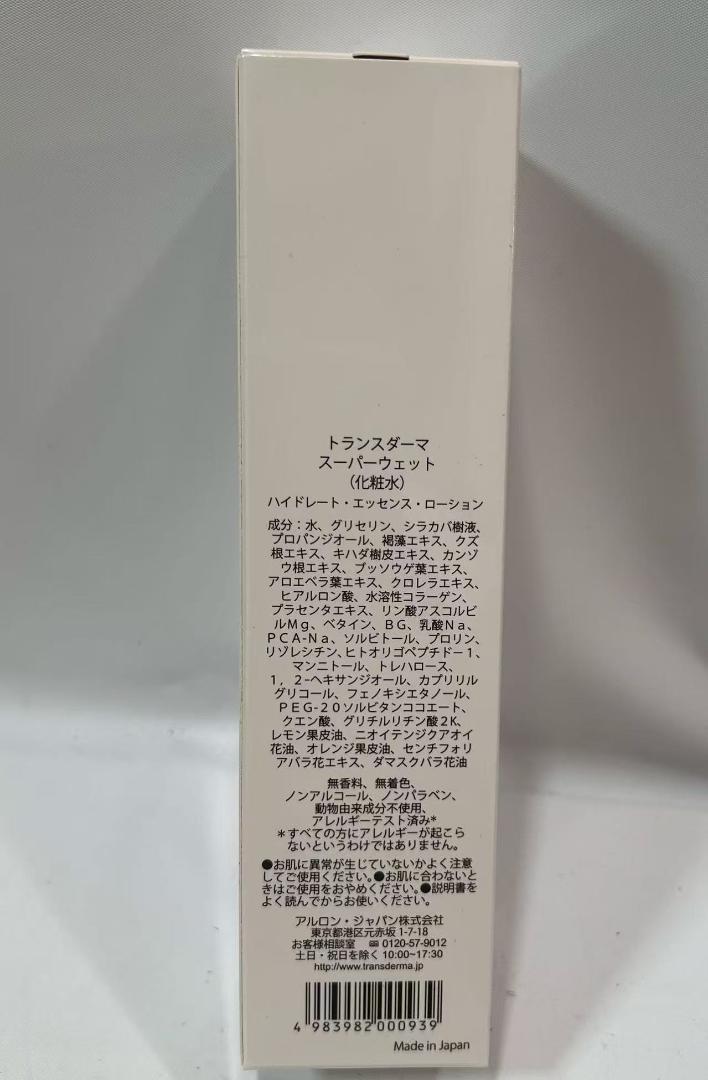 トランスダーマ
スーパーウェット
（化粧水）
ハイドレート・エッセンス・ローション
成分：水、グリセリン、シラカバ樹液、
プロパンジオール、褐藻エキス、クズ
根エキス、キハダ樹皮エキス、カンゾ
ウ根エキス、ブッソウゲ葉エキス、
アロエベラ葉エキス、クロレラエキス、
ヒアルロン酸、水溶性コラーゲン、
プラセンタエキス、リン酸アスコルビ
ルMg、ベタイン、BG、乳酸Na、
PCA-Na、ソルビトール、プロリン、
リゾレシチン、ヒトオリゴペプチド－１、
マンニトール、トレハロース、
１，２-ヘキサンジオール、カプリリル
グリコール、フェノキシエタノール、
PEG-２０ソルビタンココエート、
クエン酸、グリチルリチン酸２K、
レモン果皮油、ニオイテンジクアオイ
花油、オレンジ果皮油、センチフォリ
アバラ花エキス、ダマスクバラ花油
無香料、無着色、
ノンアルコール、ノンパラベン、
動物由来成分不使用、
アレルギーテスト済み*
＊すべての方にアレルギーが起こら
ないというわけではありません。
●お肌に異常が生じていないかよく注意
してご使用ください。●お肌に合わないと
きはご使用をおやめください。●説明書を
よく読んでからお使いください。
アルロン・ジャパン株式会社
東京都港区元赤坂 1-7-18
お客様相談室 0120-57-9012
土日・祝日を除く 10:00~17:30
http://www.transderma.jp
4 983982 000939
Made in Japan